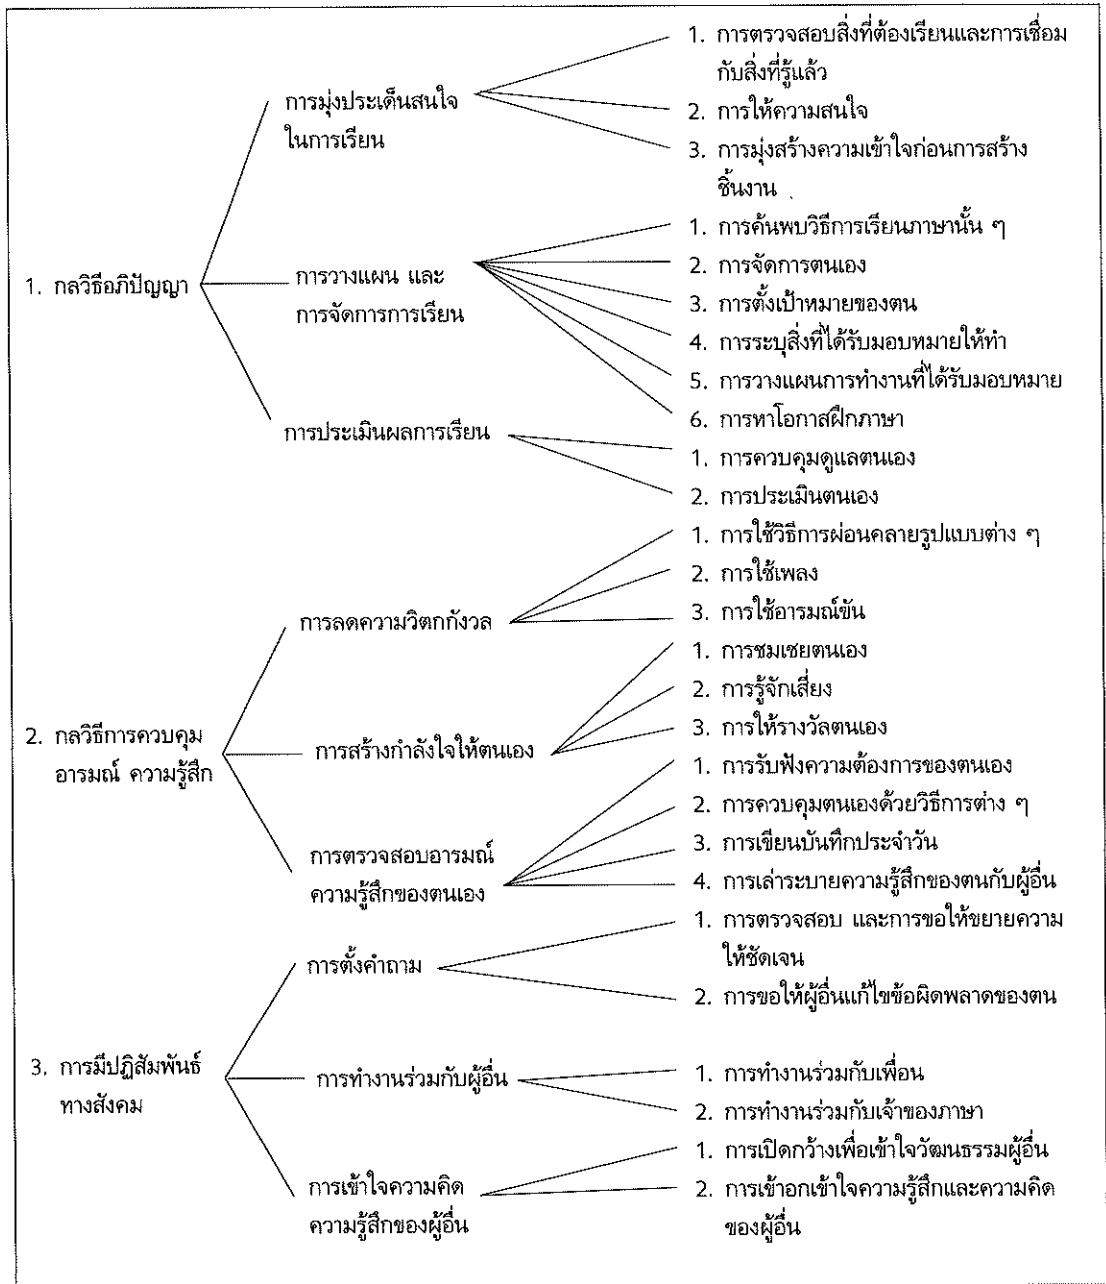 1. กลวิธีอภิปัญญา
การมุ่งประเด็นสนใจ
ในการเรียน
1. การตรวจสอบสิ่งที่ต้องเรียนและการเชื่อม
กับสิ่งที่รู้แล้ว
2. การให้ความสนใจ
3. การมุ่งสร้างความเข้าใจก่อนการสร้าง
ชิ้นงาน
การวางแผน และ
การจัดการการเรียน
1. การค้นพบวิธีการเรียนภาษานั้น ๆ
2. การจัดการตนเอง
3. การตั้งเป้าหมายของตน
4. การระบุสิ่งที่ได้รับมอบหมายให้ทำ
5. การวางแผนการทำงานที่ได้รับมอบหมาย
6. การหาโอกาสฝึกภาษา
การประเมินผลการเรียน
1. การควบคุมดูแลตนเอง
2. การประเมินตนเอง
2. กลวิธีการควบคุม
อารมณ์ ความรู้สึก
การลดความวิตกกังวล
1. การใช้วิธีการผ่อนคลายรูปแบบต่าง ๆ
2. การใช้เพลง
3. การใช้อารมณ์ขัน
การสร้างกำลังใจให้ตนเอง
1. การชมเชยตนเอง
2. การรู้จักเสี่ยง
3. การให้รางวัลตนเอง
การตรวจสอบอารมณ์
ความรู้สึกของตนเอง
1. การรับฟังความต้องการของตนเอง
2. การควบคุมตนเองด้วยวิธีการต่าง ๆ
3. การเขียนบันทึกประจำวัน
4. การเล่าระบายความรู้สึกของตนกับผู้อื่น
3. การมีปฏิสัมพันธ์
ทางสังคม
การตั้งคำถาม
1. การตรวจสอบ และการขอให้ขยายความ
ให้ชัดเจน
2. การขอให้ผู้อื่นแก้ไขข้อผิดพลาดของตน
การทำงานร่วมกับผู้อื่น
1. การทำงานร่วมกับเพื่อน
2. การทำงานร่วมกับเจ้าของภาษา
การเข้าใจความคิด
ความรู้สึกของผู้อื่น
1. การเปิดกว้างเพื่อเข้าใจวัฒนธรรมผู้อื่น
2. การเข้าอกเข้าใจความรู้สึกและความคิด
ของผู้อื่น